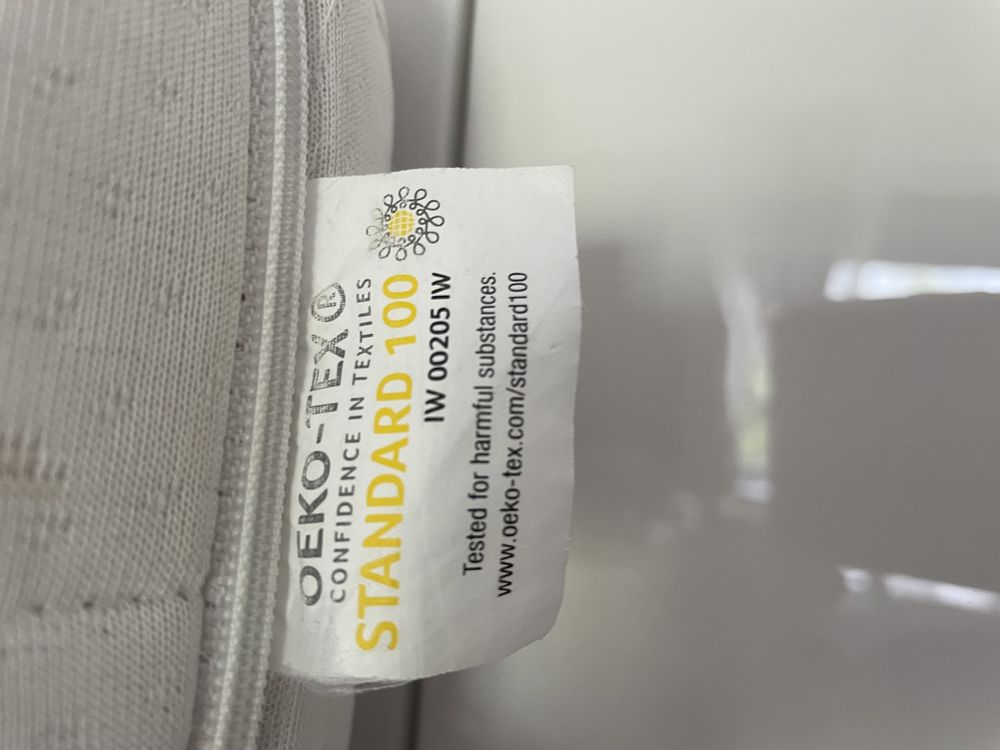 OEKO-TEX®
CONFIDENCE IN TEXTILES
STANDARD 100
IW 00205 IW
Tested for harmful substances.
www.oeko-tex.com/standard100